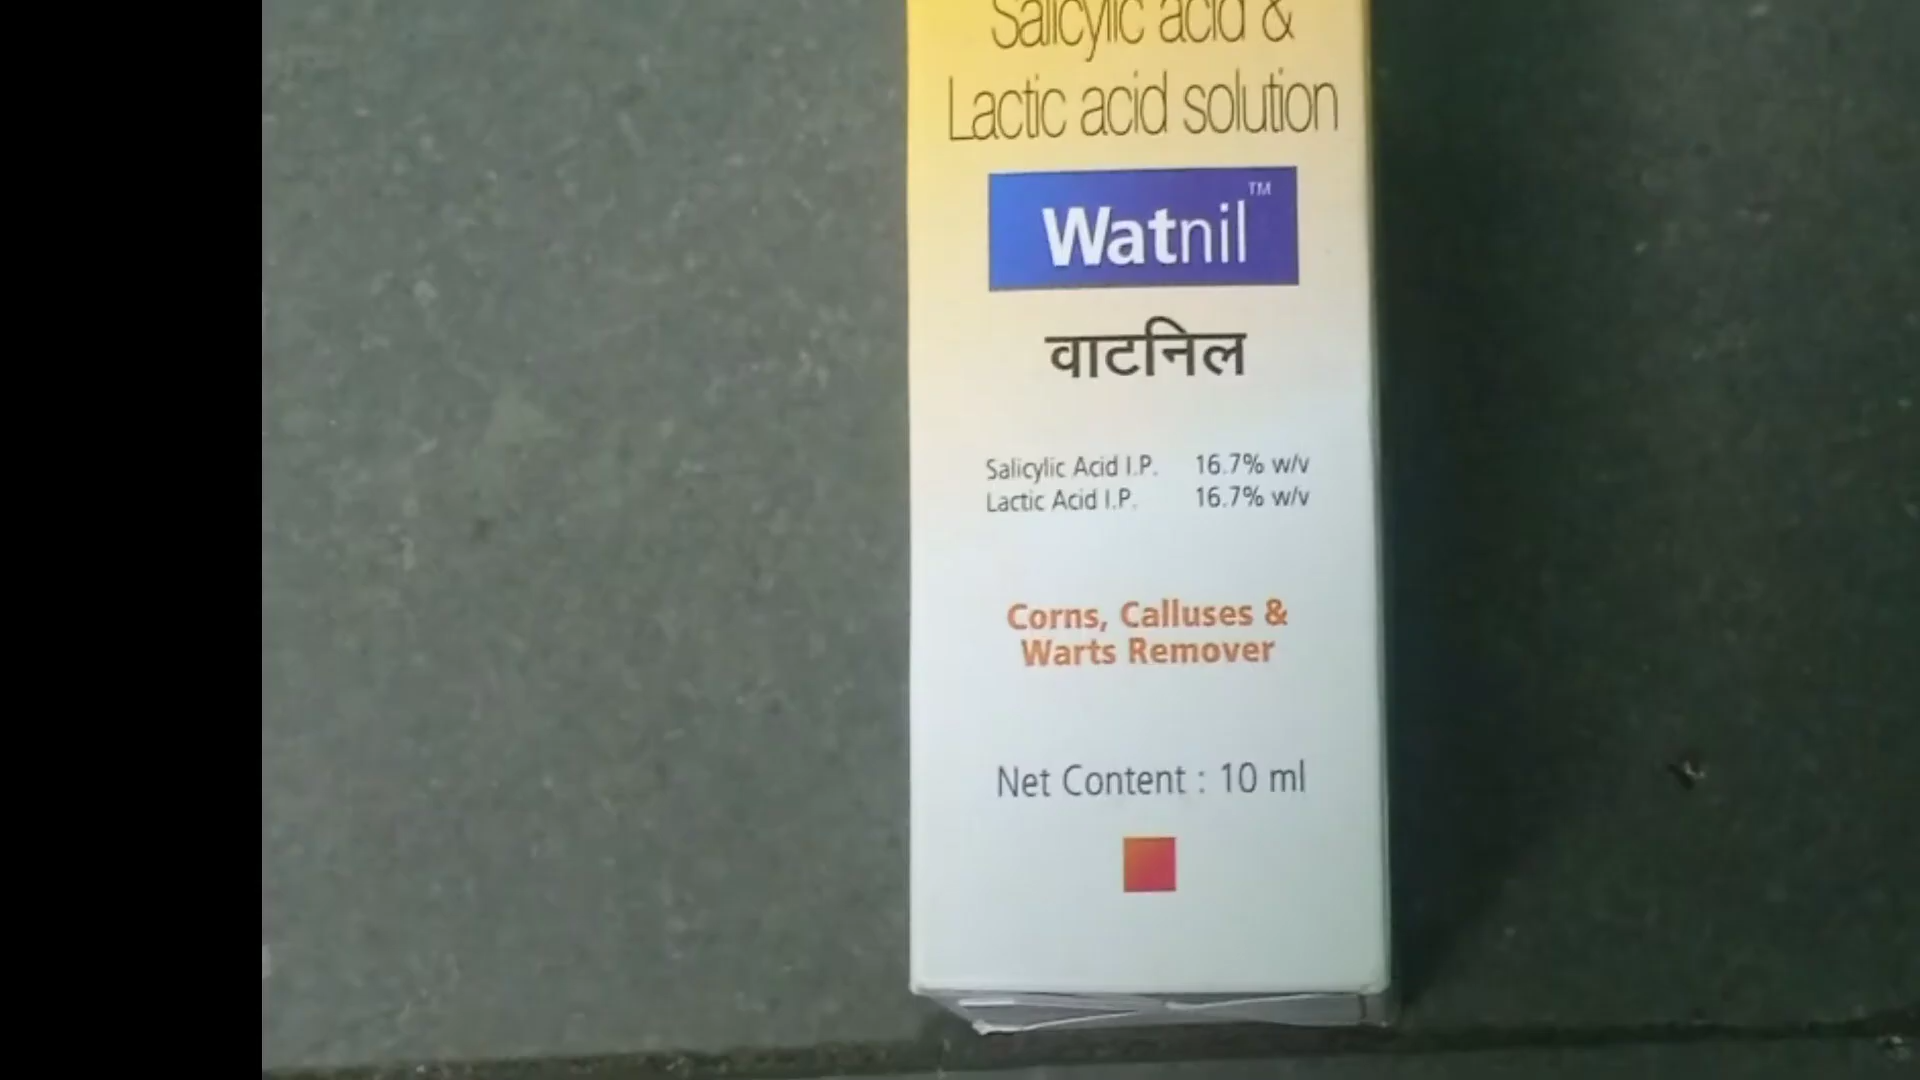 Salicylic acid &
Lactic acid solution
Watnil™
वाटनिल
Salicylic Acid I.P. 16.7% w/v
Lactic Acid I.P. 16.7% w/v
Corns, Calluses &
Warts Remover
Net Content : 10 ml